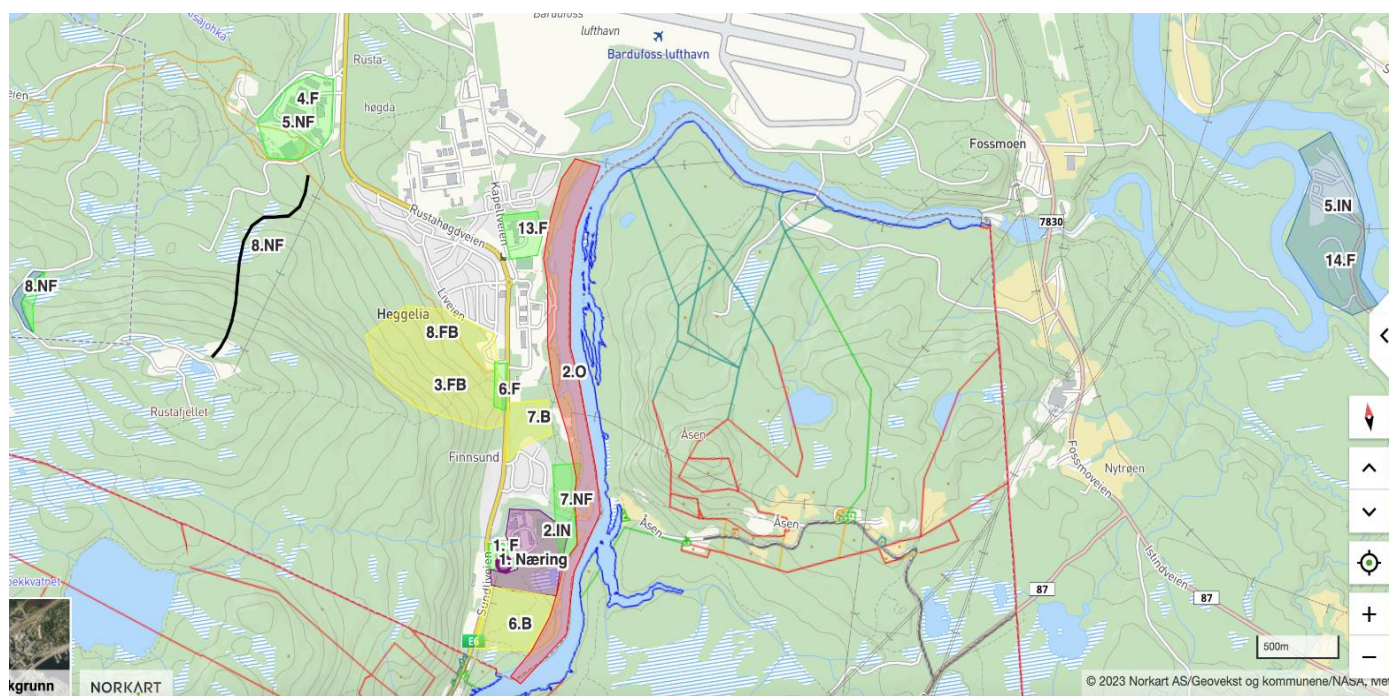 Bardufoss
lufthavn
Bardufoss lufthavn
Rusta-
høgda
4.F
5.NF
Fossmoen
Kapellveien
Rustahøgdveien
7830
5.IN
13.F
8.NF
14.F
8.NF
Liveien
Heggelia
8.FB
3.FB
6.F
2.O
Rustafjellet
7.B
Åsen
Finnsund
Nytrøen
Fossmoveien
7.NF
2.IN
Åsen
Åsen
Istindveien
1. F
1. Næring
87
87
6.B
E6
500m
kgrunn
NORKART
© 2023 Norkart AS/Geovekst og kommunene/NASA, Me